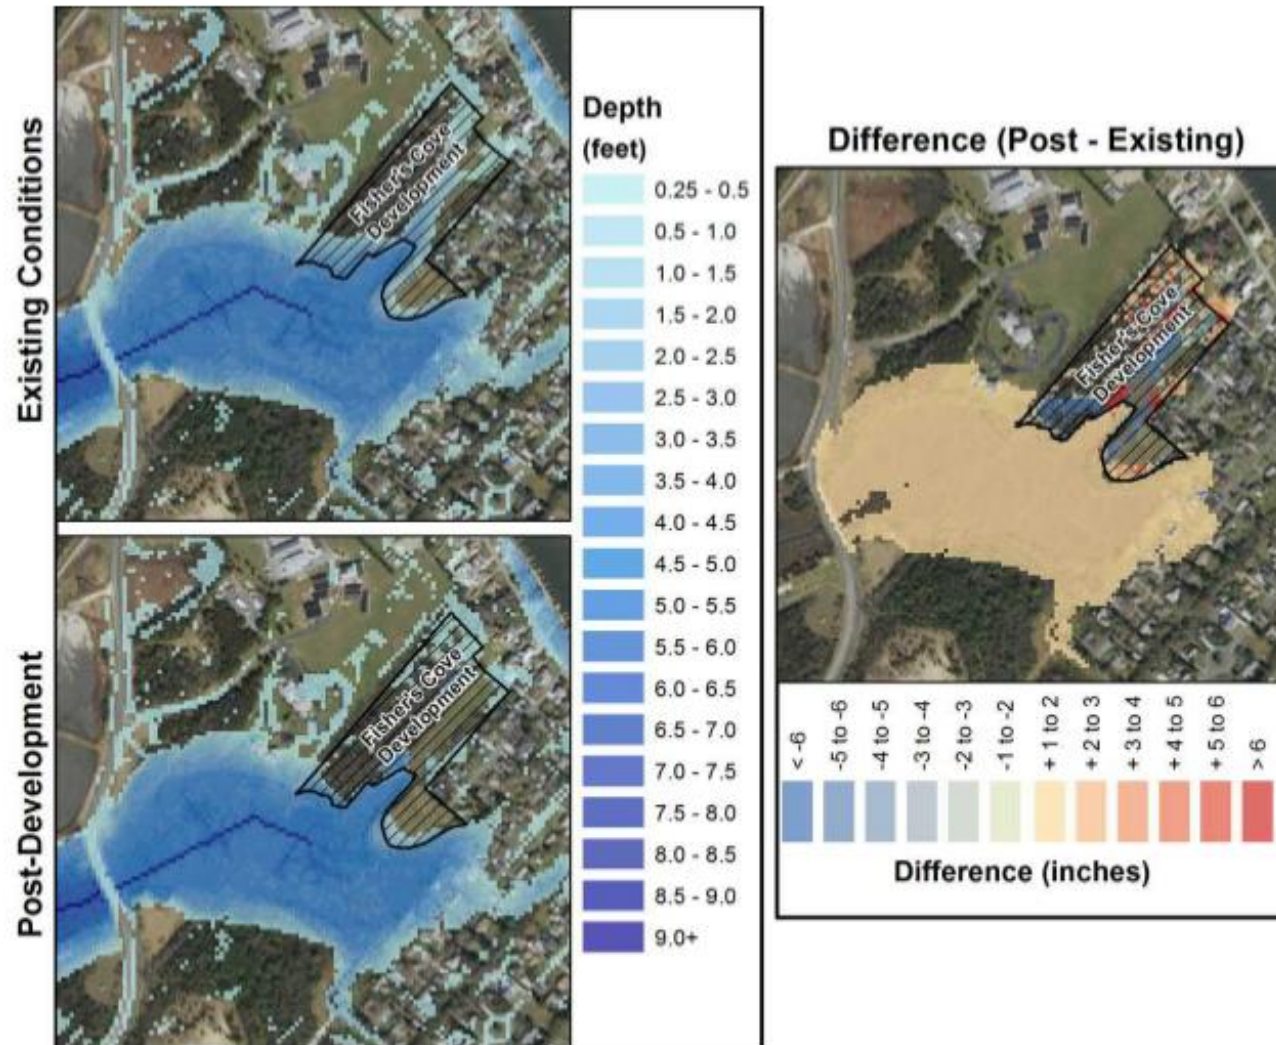 Existing Conditions
Fisher's Cove
Development
Depth
(feet)
0.25 - 0.5
0.5 - 1.0
1.0 - 1.5
1.5 - 2.0
2.0 - 2.5
2.5 - 3.0
3.0 - 3.5
3.5 - 4.0
4.0 - 4.5
4.5 - 5.0
5.0 - 5.5
5.5 - 6.0
6.0 - 6.5
6.5 - 7.0
7.0 - 7.5
7.5 - 8.0
8.0 - 8.5
8.5 - 9.0
9.0+
Post-Development
Fisher's Cove
Development
Difference (Post - Existing)
Fisher's Cove
Development
< -6
-5 to -6
-4 to -5
-3 to -4
-2 to -3
-1 to -2
+ 1 to 2
+ 2 to 3
+ 3 to 4
+ 4 to 5
+ 5 to 6
> 6
Difference (inches)